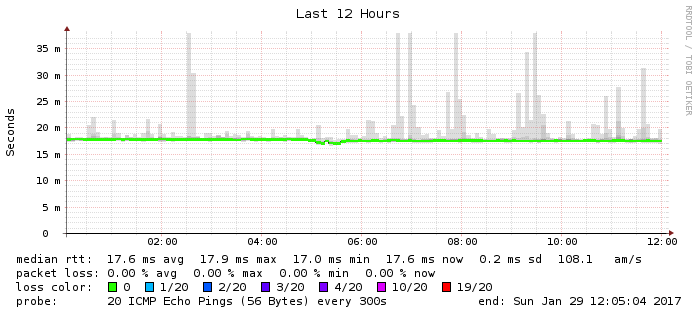 Last 12 Hours
RRDTOOL / TOBI OETIKER
Seconds
35 m
30 m
25 m
20 m
15 m
10 m
5 m
0
02:00 04:00 06:00 08:00 10:00 12:00
median rtt: 17.6 ms avg 17.9 ms max 17.0 ms min 17.6 ms now 0.2 ms sd 108.1 am/s
packet loss: 0.00 % avg 0.00 % max 0.00 % min 0.00 % now
loss color: 0 1/20 2/20 3/20 4/20 10/20 19/20
probe: 20 ICMP Echo Pings (56 Bytes) every 300s end: Sun Jan 29 12:05:04 2017